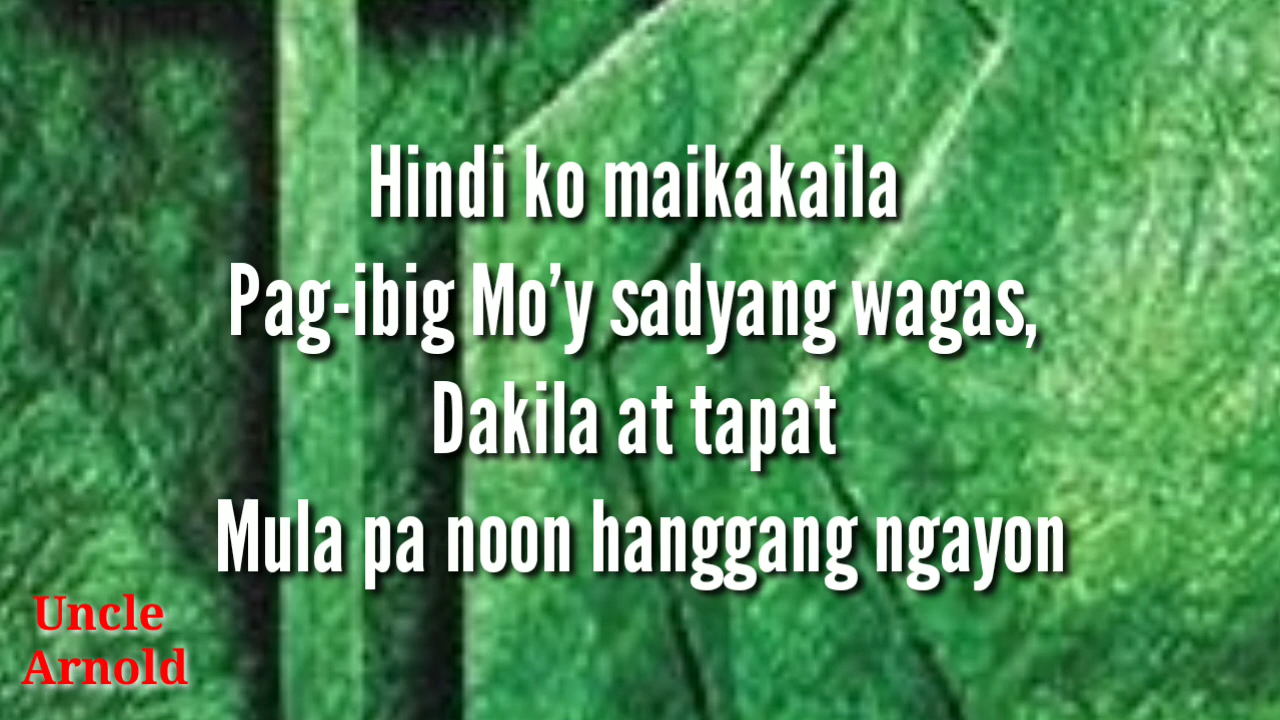 Hindi ko maikakaila
Pag-ibig Mo’y sadyang wagas,
Dakila at tapat
Mula pa noon hanggang ngayon
Uncle
Arnold